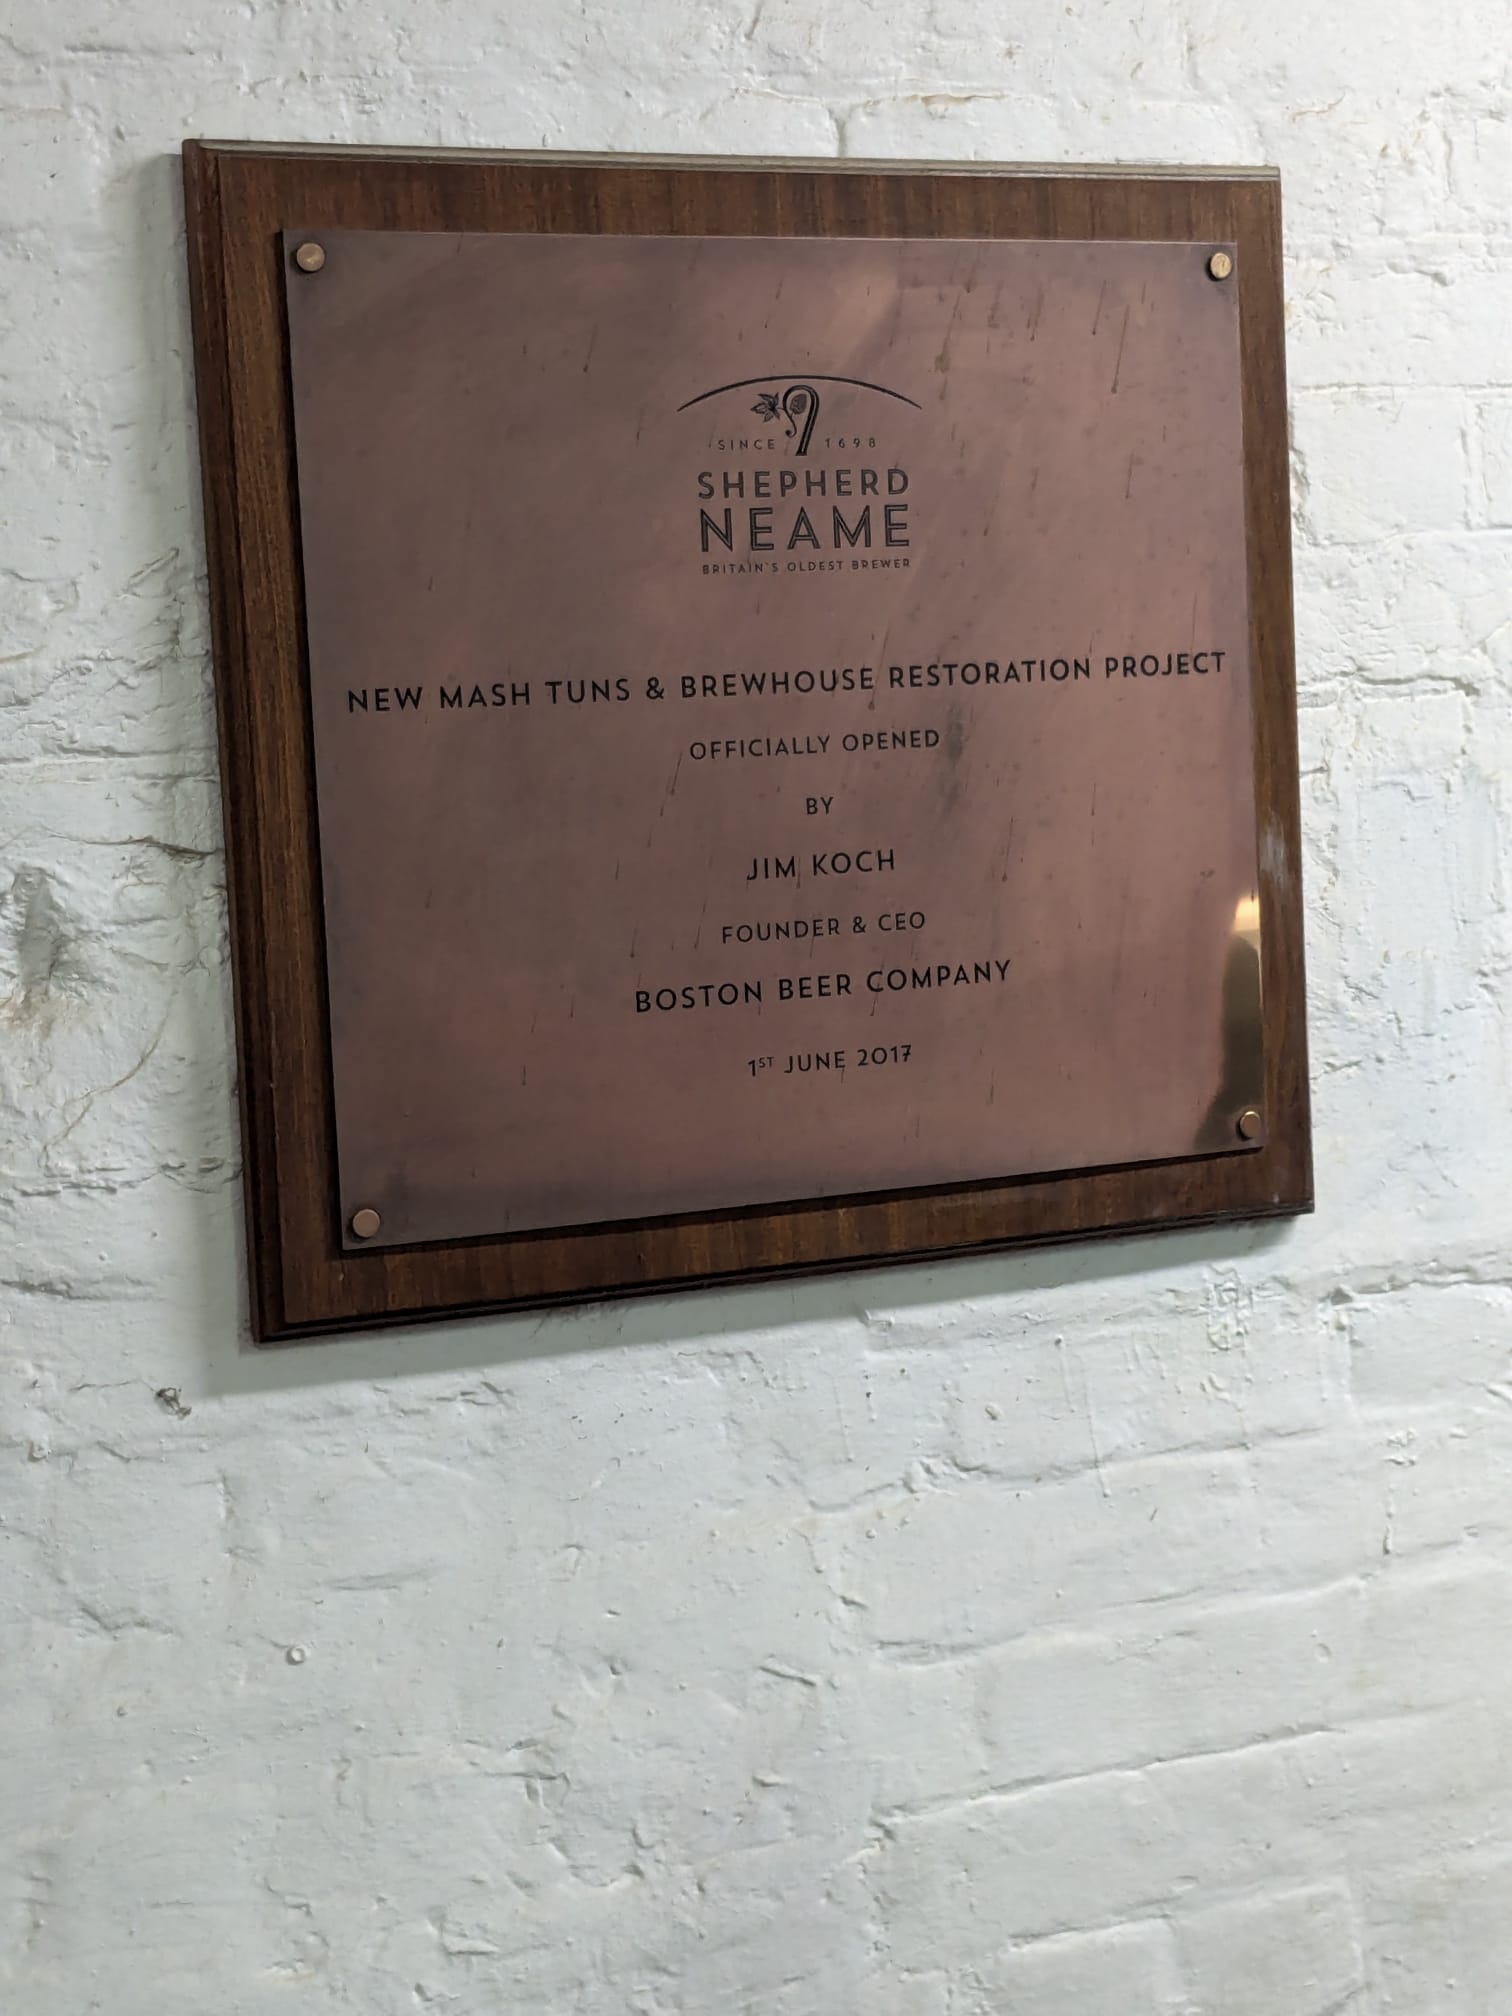 SINCE 1698
SHEPHERD
NEAME
BRITAIN'S OLDEST BREWER
NEW MASH TUNS & BREWHOUSE RESTORATION PROJECT
OFFICIALLY OPENED
BY
JIM KOCH
FOUNDER & CEO
BOSTON BEER COMPANY
1ST JUNE 2017